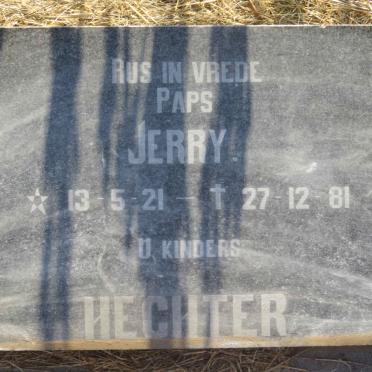 RUS IN VREDE
PAPS
JERRY.
☆ 13-5-21 – † 27-12-81
U KINDERS
HECHTER